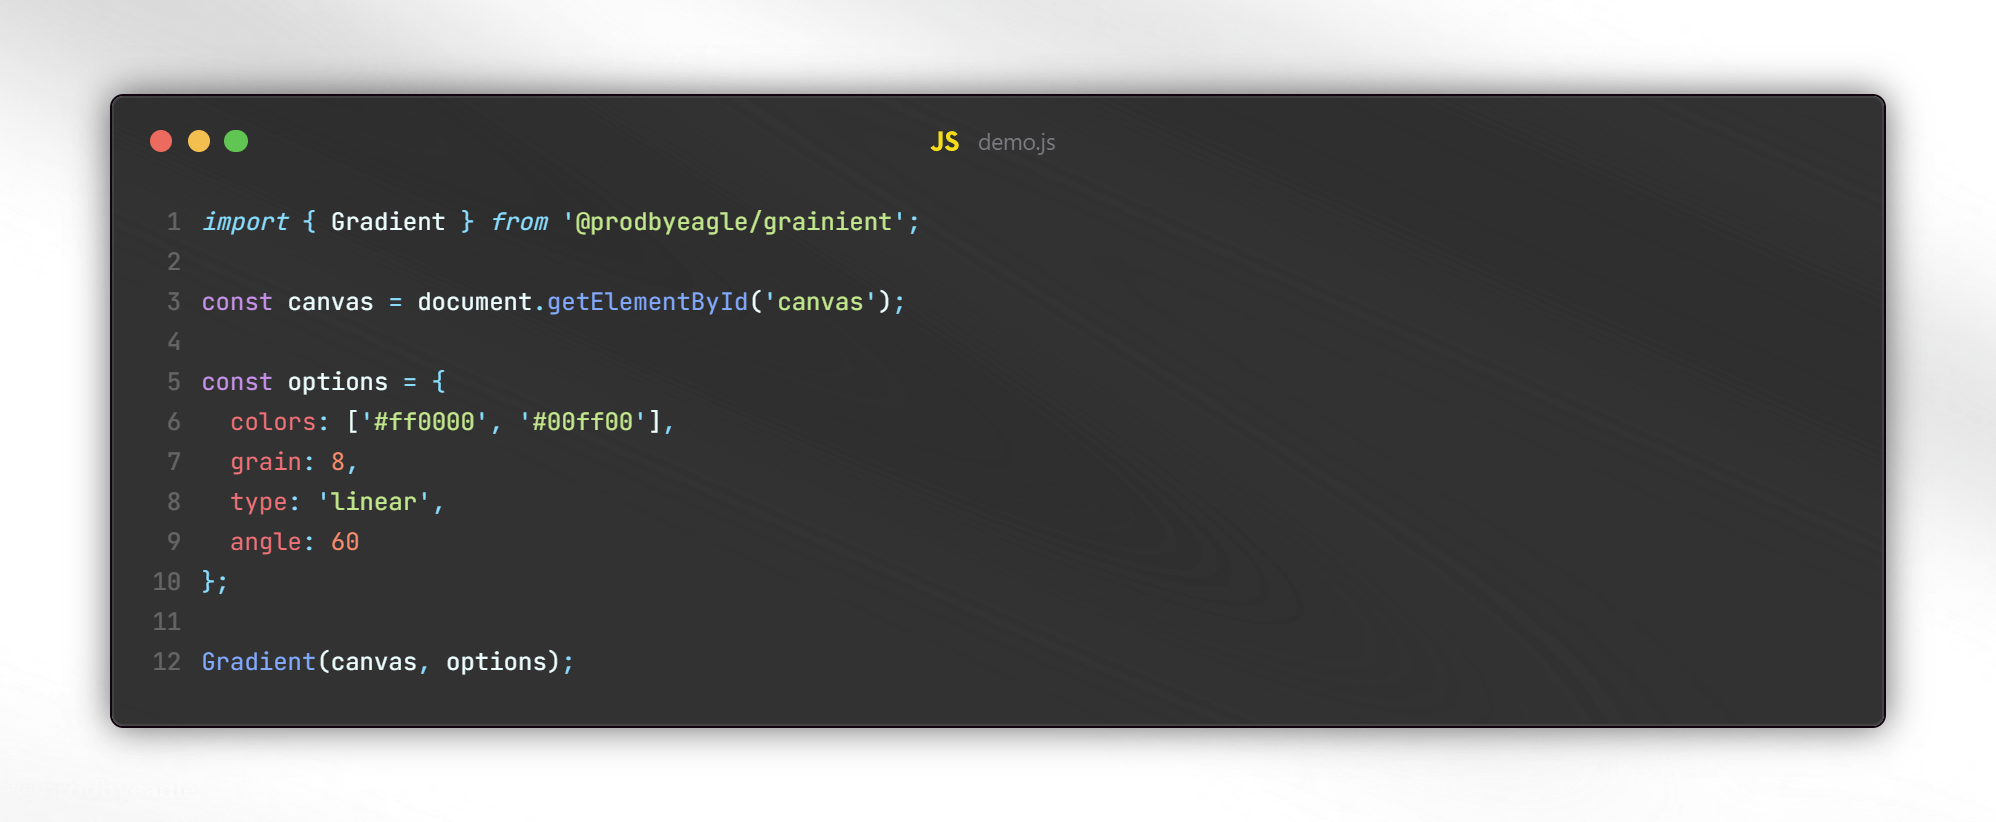 JS demo.js
1 import { Gradient } from '@prodbyeagle/grainient';
2
3 const canvas = document.getElementById('canvas');
4
5 const options = {
6   colors: ['#ff0000', '#00ff00'],
7   grain: 8,
8   type: 'linear',
9   angle: 60
10 };
11
12 Gradient(canvas, options);